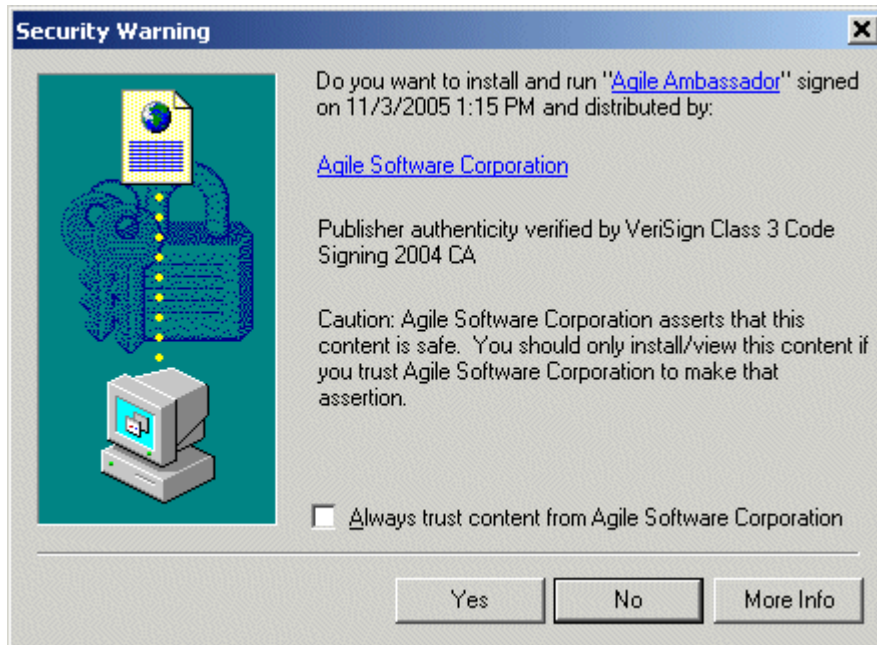 Security Warning
Do you want to install and run "Agile Ambassador" signed
on 11/3/2005 1:15 PM and distributed by:
Agile Software Corporation
Publisher authenticity verified by VeriSign Class 3 Code
Signing 2004 CA
Caution: Agile Software Corporation asserts that this
content is safe.  You should only install/view this content if
you trust Agile Software Corporation to make that
assertion.
Always trust content from Agile Software Corporation
Yes No More Info